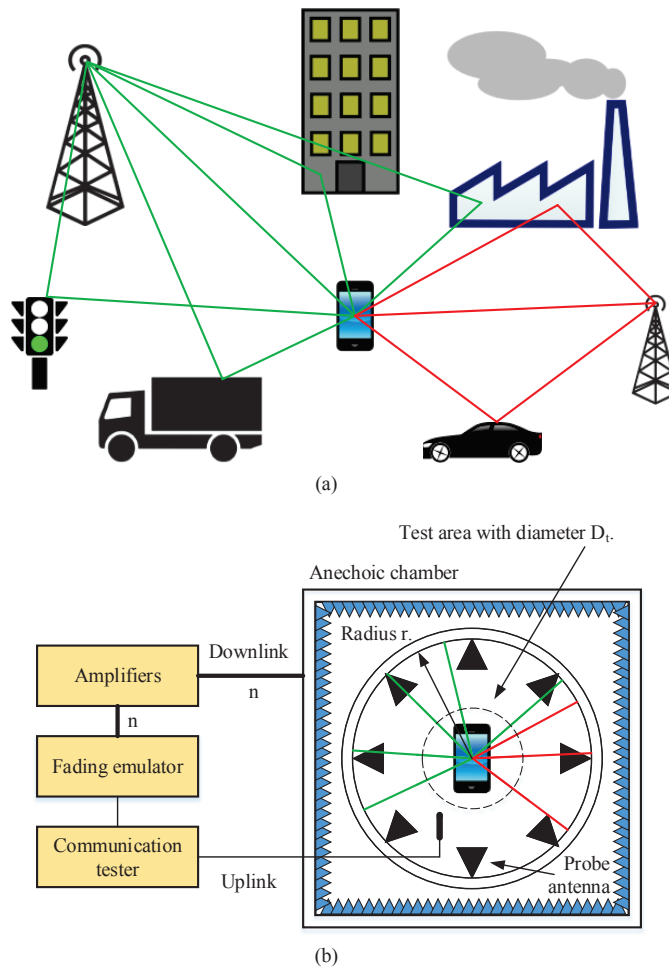 (a)
Test area with diameter Dt.
Anechoic chamber
Radius r.
Downlink
n
Amplifiers
n
Fading emulator
Communication
tester
Uplink
Probe
antenna
(b)